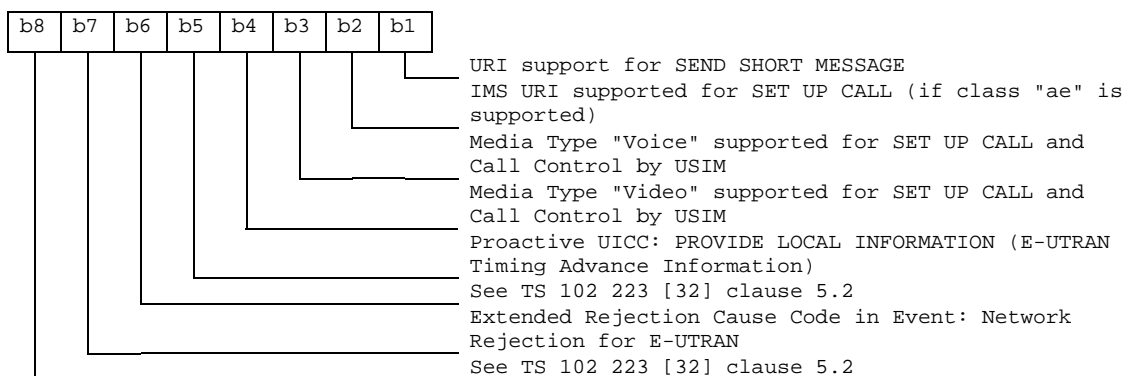 b8 b7 b6 b5 b4 b3 b2 b1
URI support for SEND SHORT MESSAGE
IMS URI supported for SET UP CALL (if class "ae" is
supported)
Media Type "Voice" supported for SET UP CALL and
Call Control by USIM
Media Type "Video" supported for SET UP CALL and
Call Control by USIM
Proactive UICC: PROVIDE LOCAL INFORMATION (E-UTRAN
Timing Advance Information)
See TS 102 223 [32] clause 5.2
Extended Rejection Cause Code in Event: Network
Rejection for E-UTRAN
See TS 102 223 [32] clause 5.2